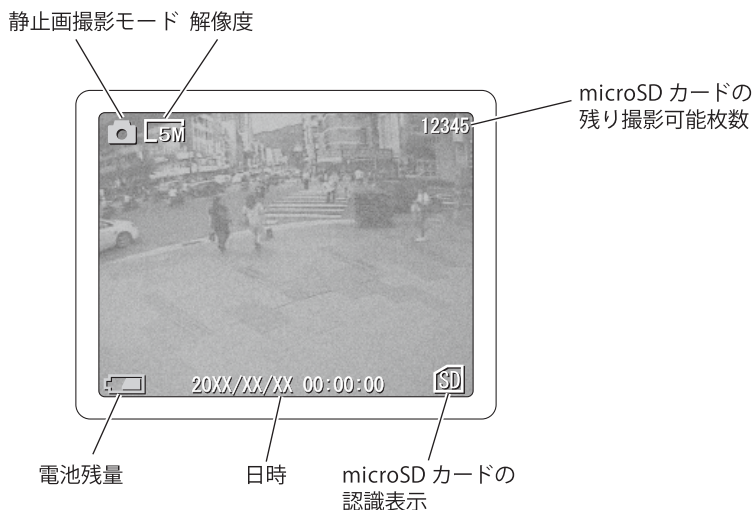 静止画撮影モード 解像度
microSD カードの
残り撮影可能枚数
5M
12345
20XX/XX/XX 00:00:00
SD
電池残量
日時
microSD カードの
認識表示